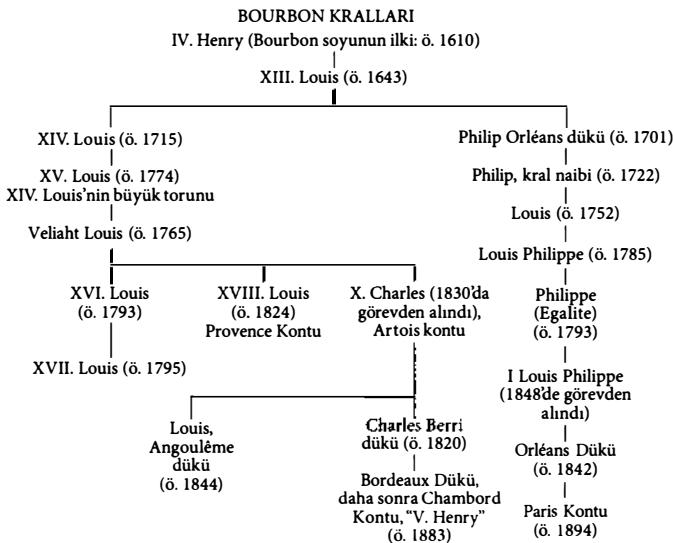 BOURBON KRALLARI
IV. Henry (Bourbon soyunun ilki: ö. 1610)
XIII. Louis (ö. 1643)
XIV. Louis (ö. 1715)
XV. Louis (ö. 1774)
XIV. Louis'nin büyük torunu
Veliaht Louis (ö. 1765)
XVI. Louis
(ö. 1793)
XVII. Louis (ö. 1795)
XVIII. Louis
(ö. 1824)
Provence Kontu
X. Charles (1830'da
görevden alındı),
Artois kontu
Louis,
Angoulême
dükü
(ö. 1844)
Charles Berri
dükü (ö. 1820)
Bordeaux Dükü,
daha sonra Chambord
Kontu, "V. Henry"
(ö. 1883)
Philip Orléans dükü (ö. 1701)
Philip, kral naibi (ö. 1722)
Louis (ö. 1752)
Louis Philippe (ö. 1785)
Philippe
(Egalite)
(ö. 1793)
I Louis Philippe
(1848'de görevden
alındı)
Orléans Dükü
(ö. 1842)
Paris Kontu
(ö. 1894)